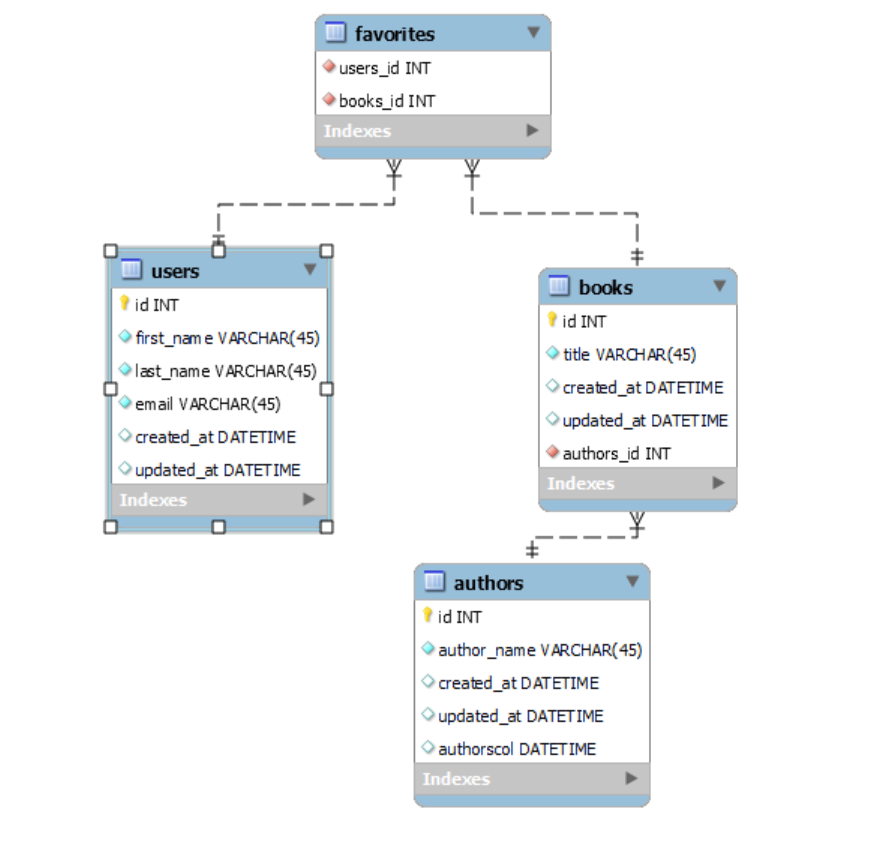 favorites
users_id INT
books_id INT
Indexes
users
id INT
first_name VARCHAR(45)
last_name VARCHAR(45)
email VARCHAR(45)
created_at DATETIME
updated_at DATETIME
Indexes
books
id INT
title VARCHAR(45)
created_at DATETIME
updated_at DATETIME
authors_id INT
Indexes
authors
id INT
author_name VARCHAR(45)
created_at DATETIME
updated_at DATETIME
authorscol DATETIME
Indexes